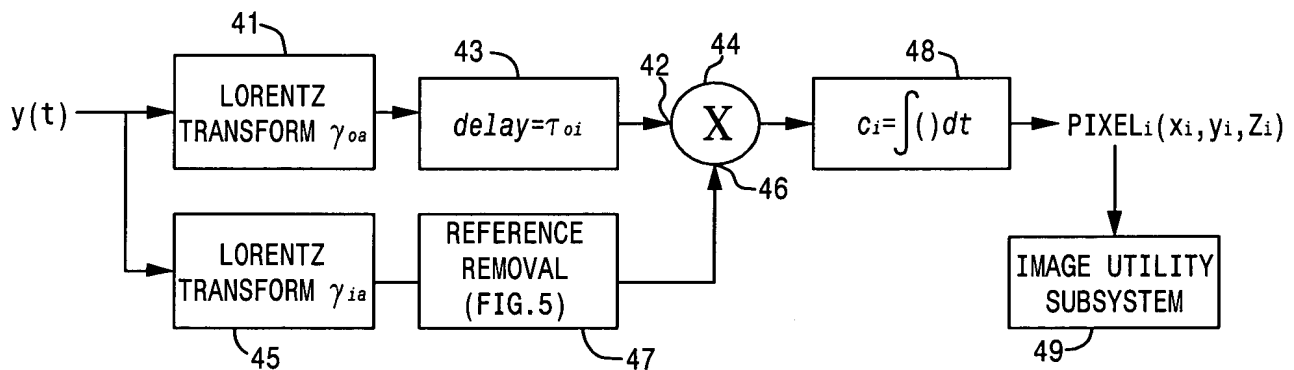 41
43
42
44
48
y(t)
LORENTZ
TRANSFORM γoa
delay=τoi
X
ci=∫()dt
PIXELi(xi,yi,Zi)
46
LORENTZ
TRANSFORM γia
REFERENCE
REMOVAL
(FIG.5)
IMAGE UTILITY
SUBSYSTEM
45
47
49